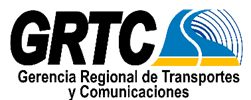 GRTC
Gerencia Regional de Transportes
y Comunicaciones